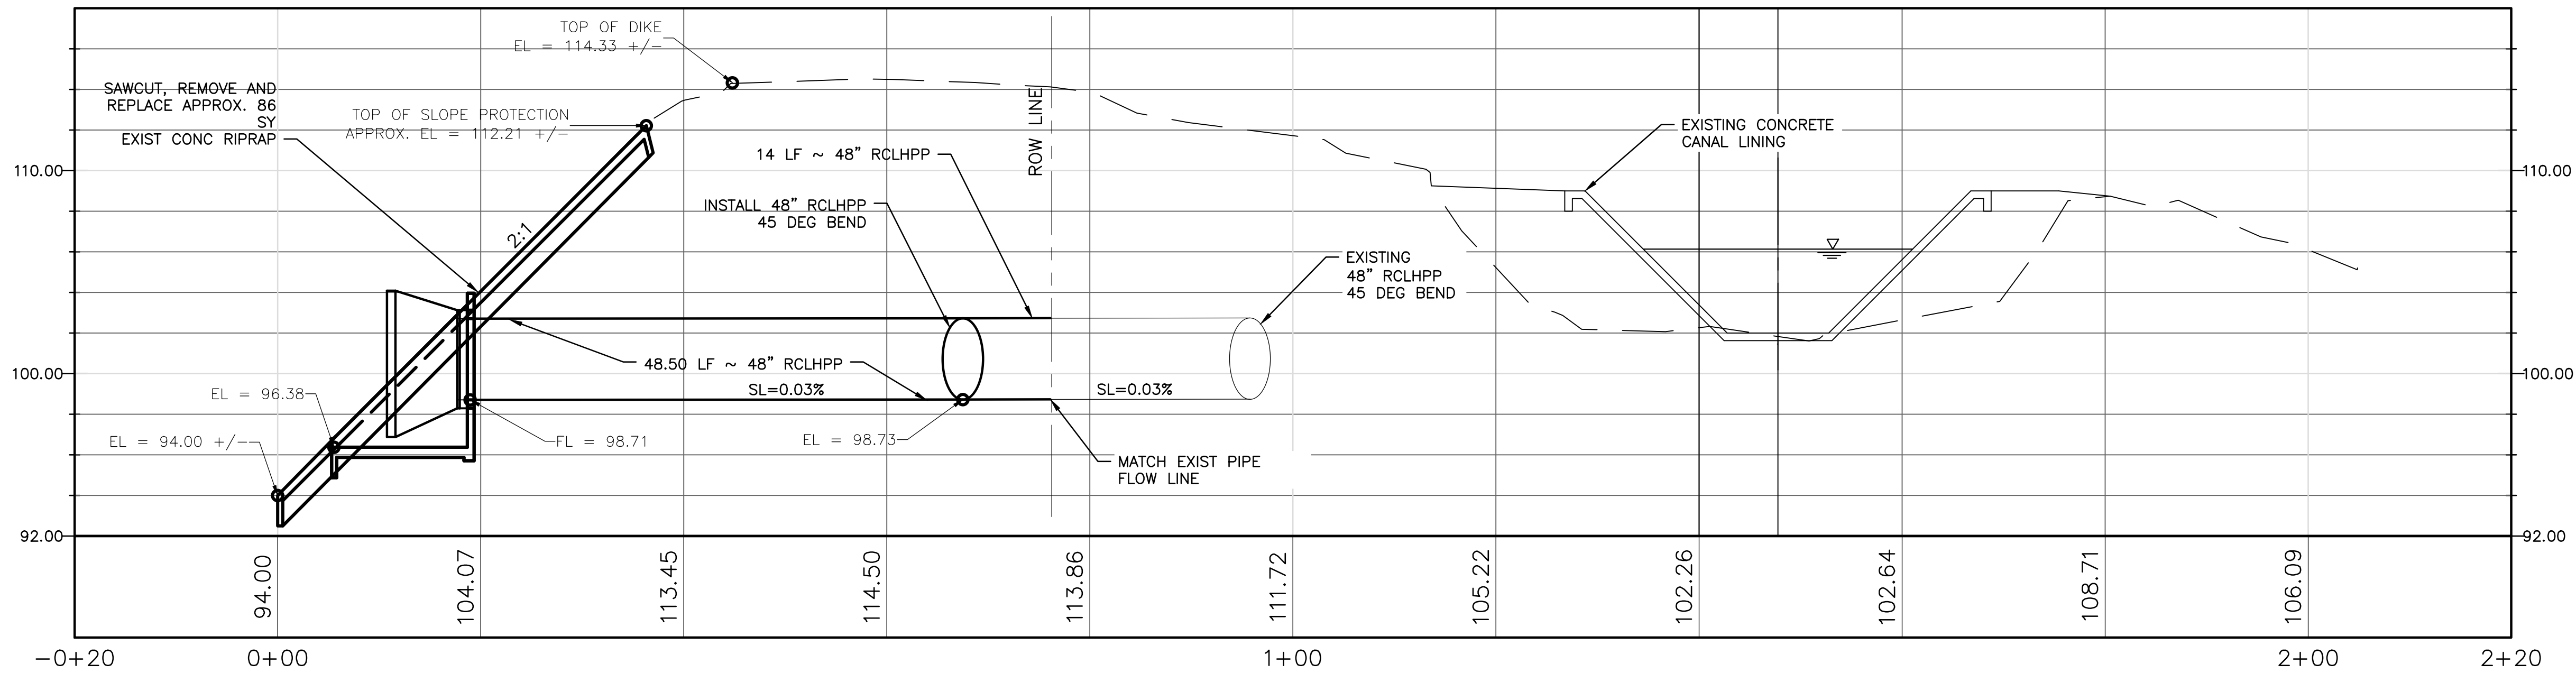 TOP OF DIKE
EL = 114.33 +/-
SAWCUT, REMOVE AND
REPLACE APPROX. 86
SY
EXIST CONC RIPRAP
TOP OF SLOPE PROTECTION
APPROX. EL = 112.21 +/-
ROW LINE
EXISTING CONCRETE
CANAL LINING
14 LF ~ 48" RCLHPP
INSTALL 48" RCLHPP
45 DEG BEND
2:1
EXISTING
48" RCLHPP
45 DEG BEND
48.50 LF ~ 48" RCLHPP
SL=0.03%
SL=0.03%
EL = 96.38
EL = 94.00 +/-
FL = 98.71
EL = 98.73
MATCH EXIST PIPE
FLOW LINE
110.00
110.00
100.00
100.00
92.00
92.00
94.00
104.07
113.45
114.50
113.86
111.72
105.22
102.26
102.64
108.71
106.09
-0+20
0+00
1+00
2+00
2+20